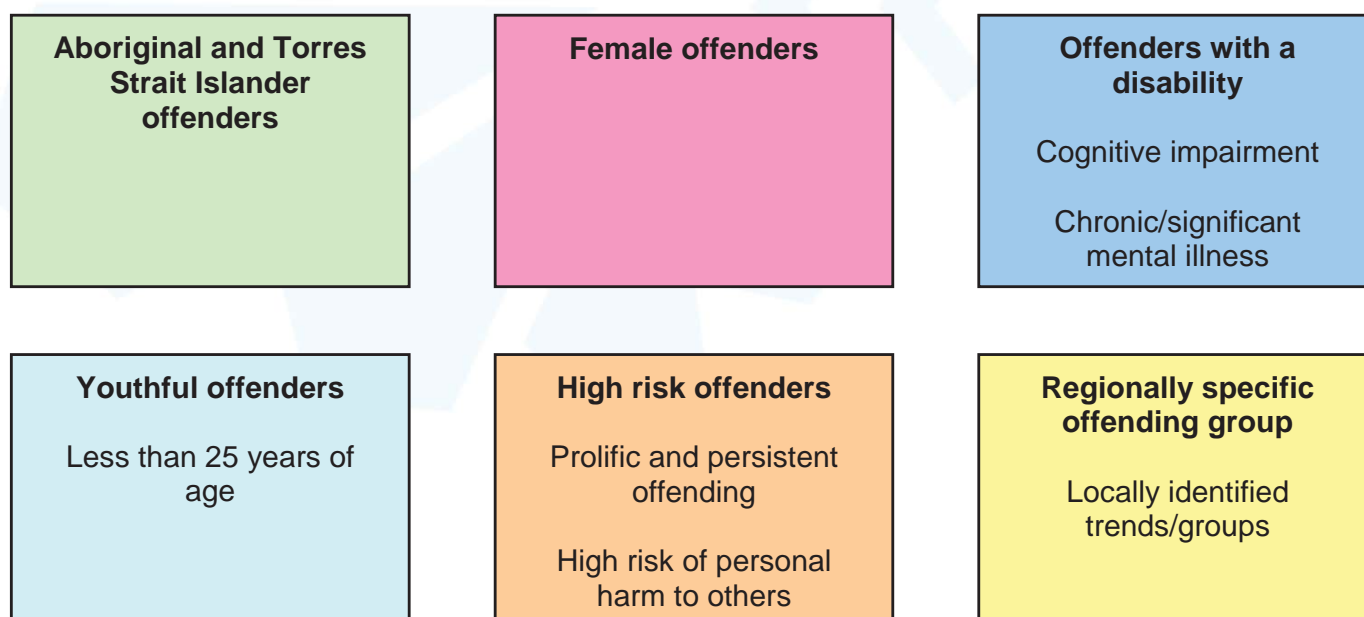 Aboriginal and Torres
Strait Islander
offenders
Female offenders
Offenders with a
disability
Cognitive impairment
Chronic/significant
mental illness
Youthful offenders
Less than 25 years of
age
High risk offenders
Prolific and persistent
offending
High risk of personal
harm to others
Regionally specific
offending group
Locally identified
trends/groups